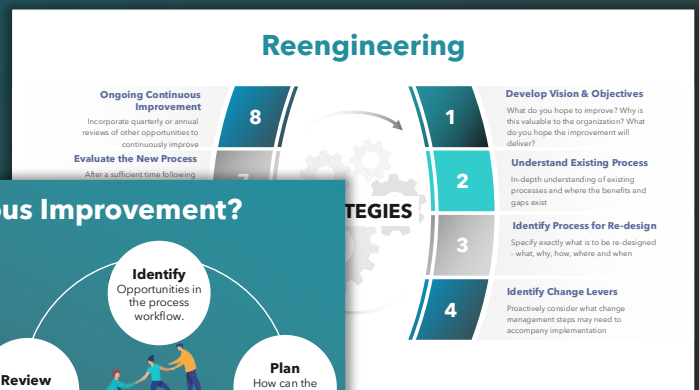 Reengineering
Ongoing Continuous
Improvement
Incorporate quarterly or annual
reviews of other opportunities to
continuously improve
8
Evaluate the New Process
After a sufficient time following
7
TEGIES
1
Develop Vision & Objectives
What do you hope to improve? Why is
this valuable to the organization? What
do you hope the improvement will
deliver?
2
Understand Existing Process
In-depth understanding of existing
processes and where the benefits and
gaps exist
3
Identify Process for Re-design
Specify exactly what is to be re-designed
- what, why, how, where and when
4
Identify Change Levers
Proactively consider what change
management steps may need to
accompany implementation
ous Improvement?
Identify
Opportunities in
the process
workflow.
Review
Plan
How can the